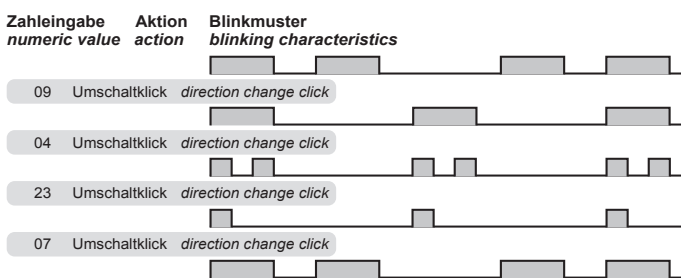 Zahleingabe Aktion Blinkmuster
numeric value action blinking characteristics
09 Umschaltklick direction change click
04 Umschaltklick direction change click
23 Umschaltklick direction change click
07 Umschaltklick direction change click